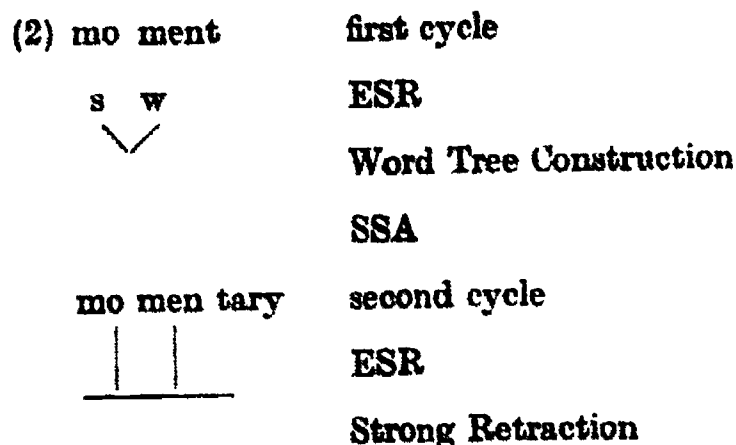 (2) mo ment first cycle
s w ESR
Word Tree Construction
SSA
mo men tary second cycle
ESR
Strong Retraction